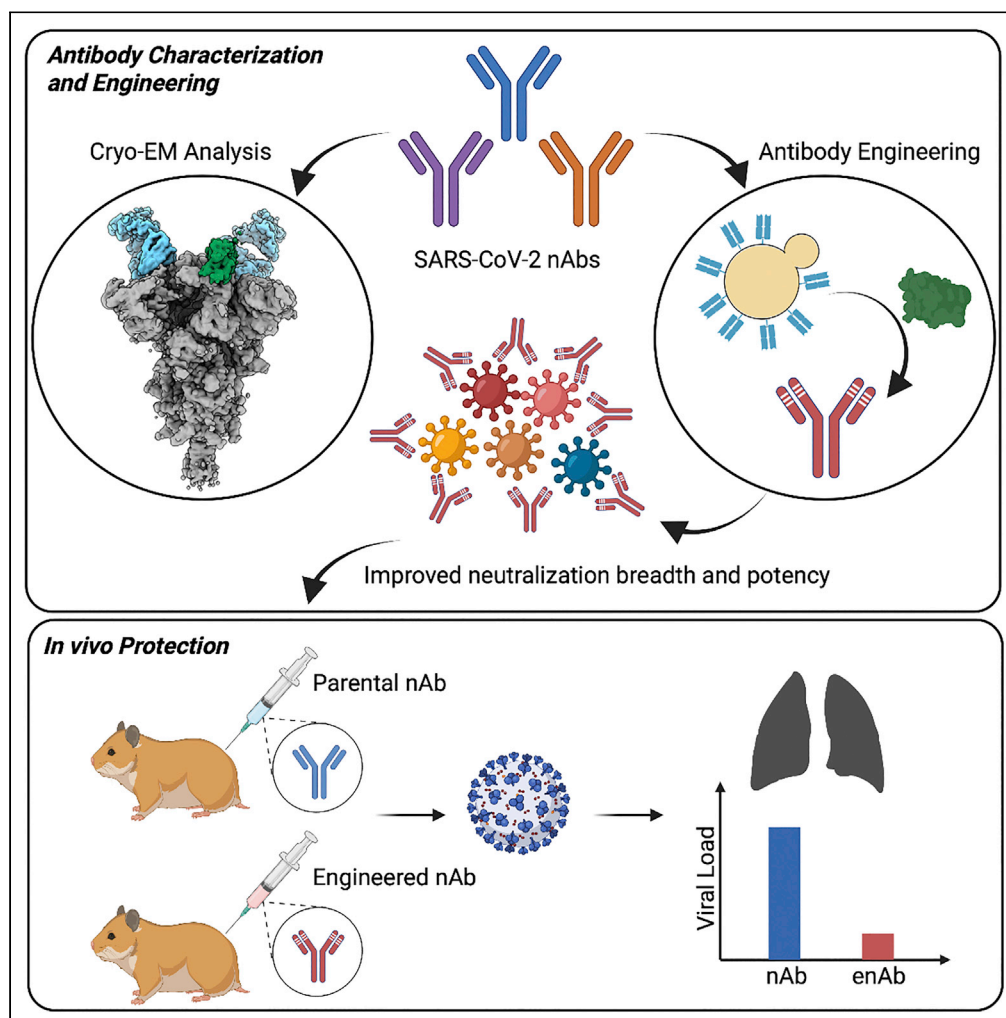 Antibody Characterization
and Engineering
Cryo-EM Analysis
SARS-CoV-2 nAbs
Antibody Engineering
Improved neutralization breadth and potency
In vivo Protection
Parental nAb
Engineered nAb
Viral Load
nAb
enAb